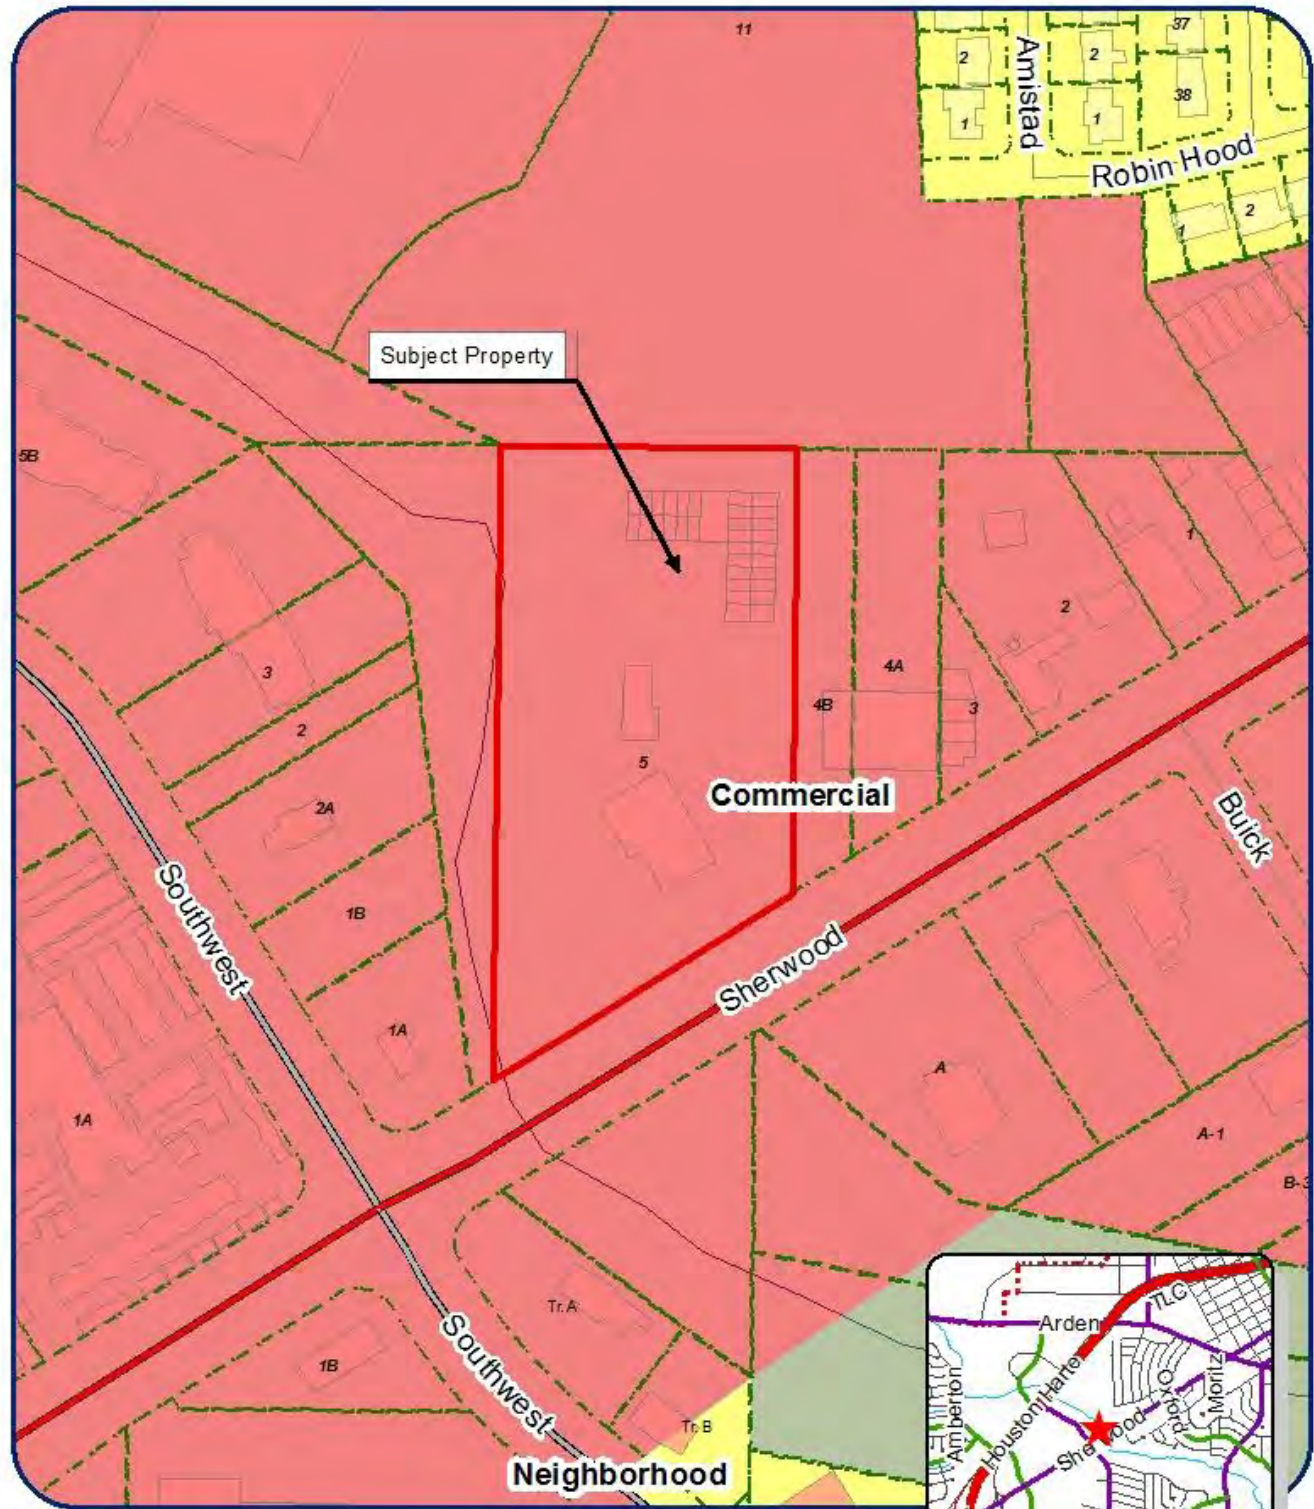 11
37
2
2
38
1
1
Amistad
Robin Hood
2
1
Subject Property
5B
1
2
3
4A
4B
3
2
5
Commercial
2A
Buick
Southwest
1B
Sherwood
1A
A
1A
A-1
B-3
Tr. A
1B
Southwest
Tr. B
Neighborhood
TLC
Arden
Amberton
Houston Harte
Oxford
Moritz
Sherwood